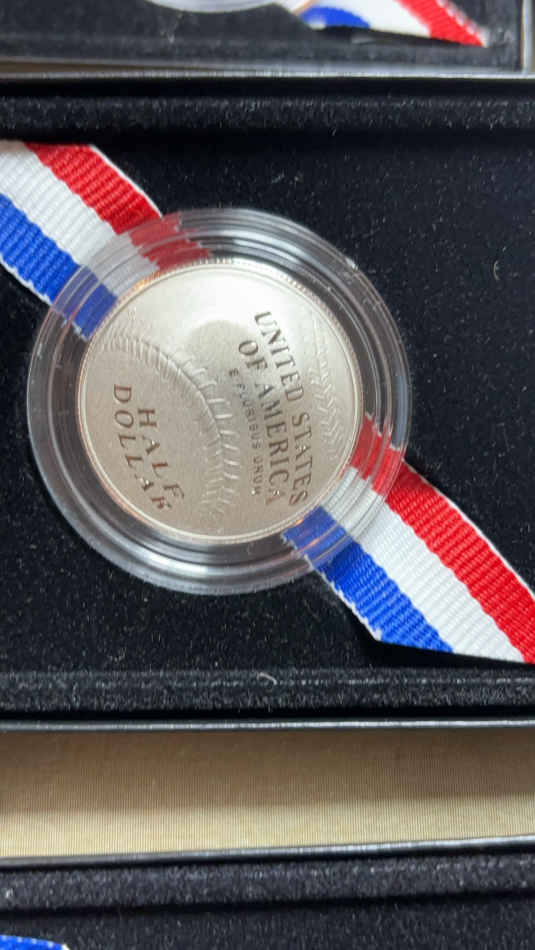 UNITED STATES
OF AMERICA
E PLURIBUS UNUM
HALF
DOLLAR